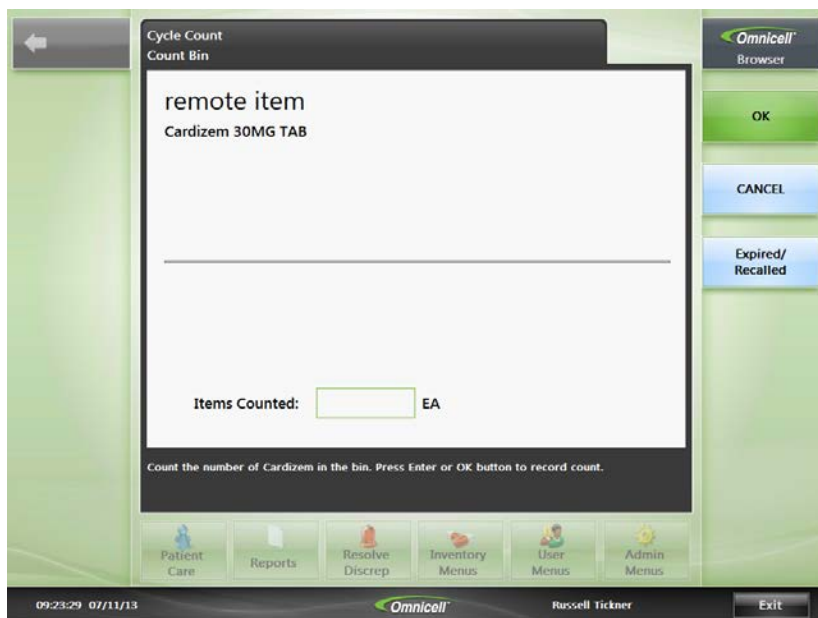 Cycle Count
Count Bin
Omnicell
Browser
remote item
Cardizem 30MG TAB
OK
CANCEL
Expired/
Recalled
Items Counted:
EA
Count the number of Cardizem in the bin. Press Enter or OK button to record count.
Patient
Care
Reports
Resolve
Discrep
Inventory
Menus
User
Menus
Admin
Menus
09:23:29 07/11/13
Omnicell
Russell Tickner
Exit